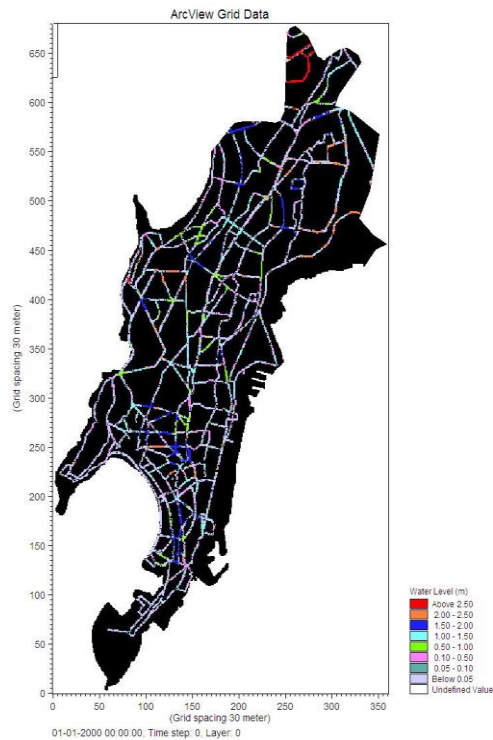 ArcView Grid Data
650
600
550
500
450
400
350
300
250
200
150
100
50
0
(Grid spacing 30 meter)
0 50 100 150 200 250 300 350
(Grid spacing 30 meter)
01-01-2000 00:00:00, Time step: 0, Layer: 0
Water Level (m)
Above 2.50
2.00 - 2.50
1.50 - 2.00
1.00 - 1.50
0.50 - 1.00
0.10 - 0.50
0.05 - 0.10
Below 0.05
Undefined Value